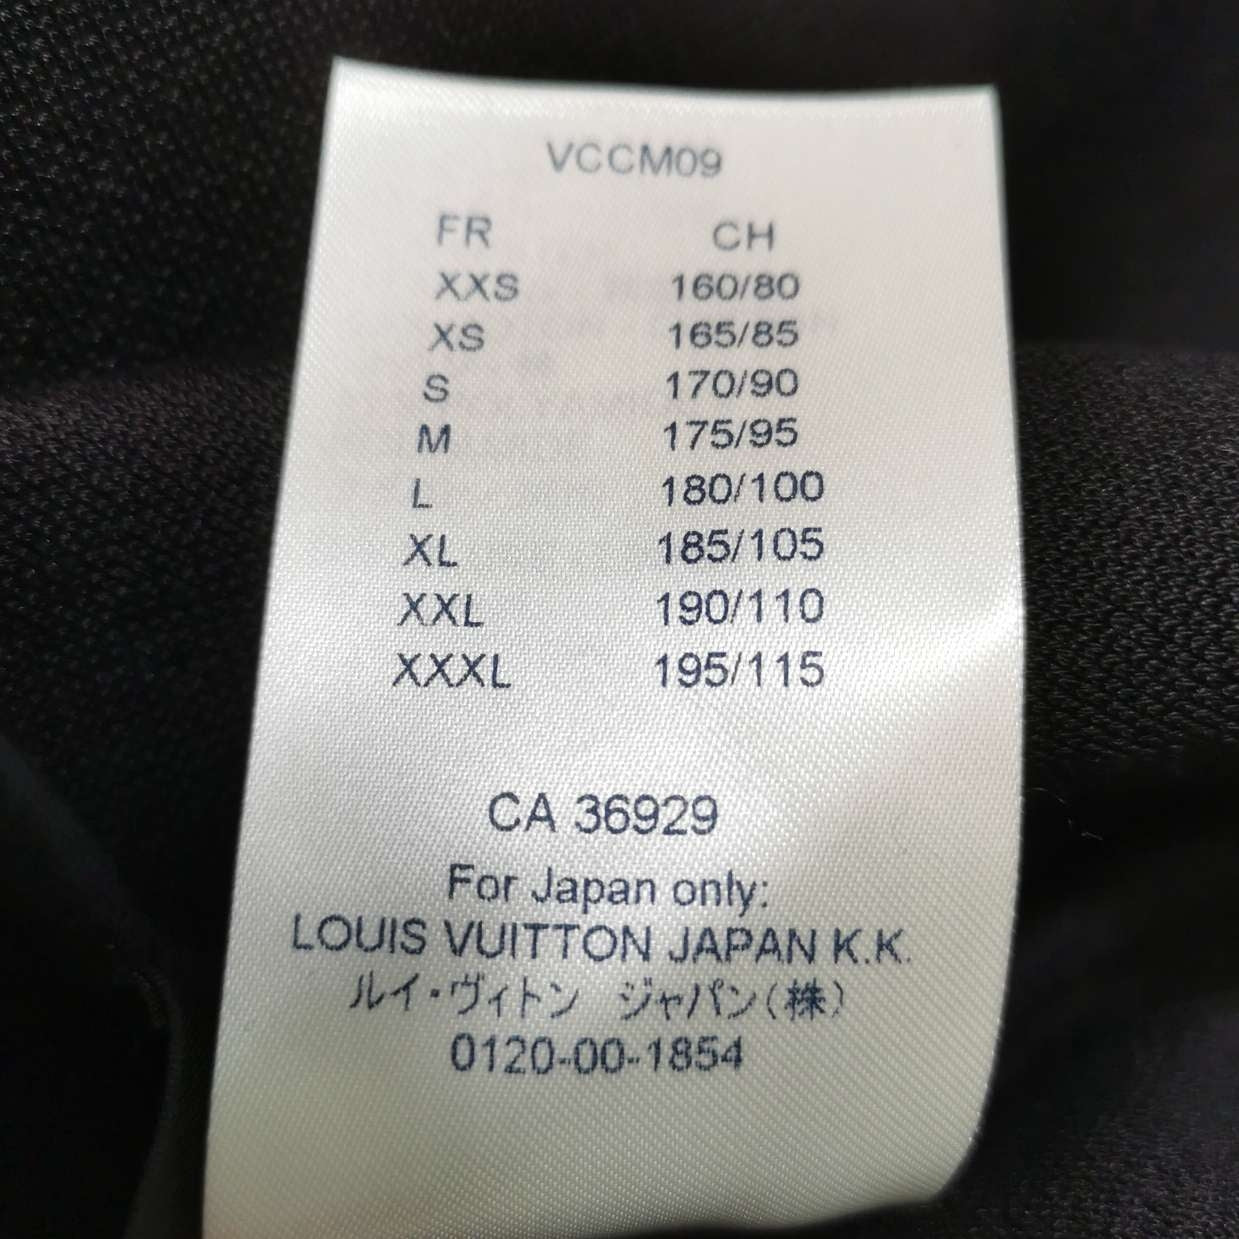 VCCM09
FR CH
XXS 160/80
XS 165/85
S 170/90
M 175/95
L 180/100
XL 185/105
XXL 190/110
XXXL 195/115
CA 36929
For Japan only:
LOUIS VUITTON JAPAN K.K.
ルイ・ヴィトン ジャパン(株)
0120-00-1854